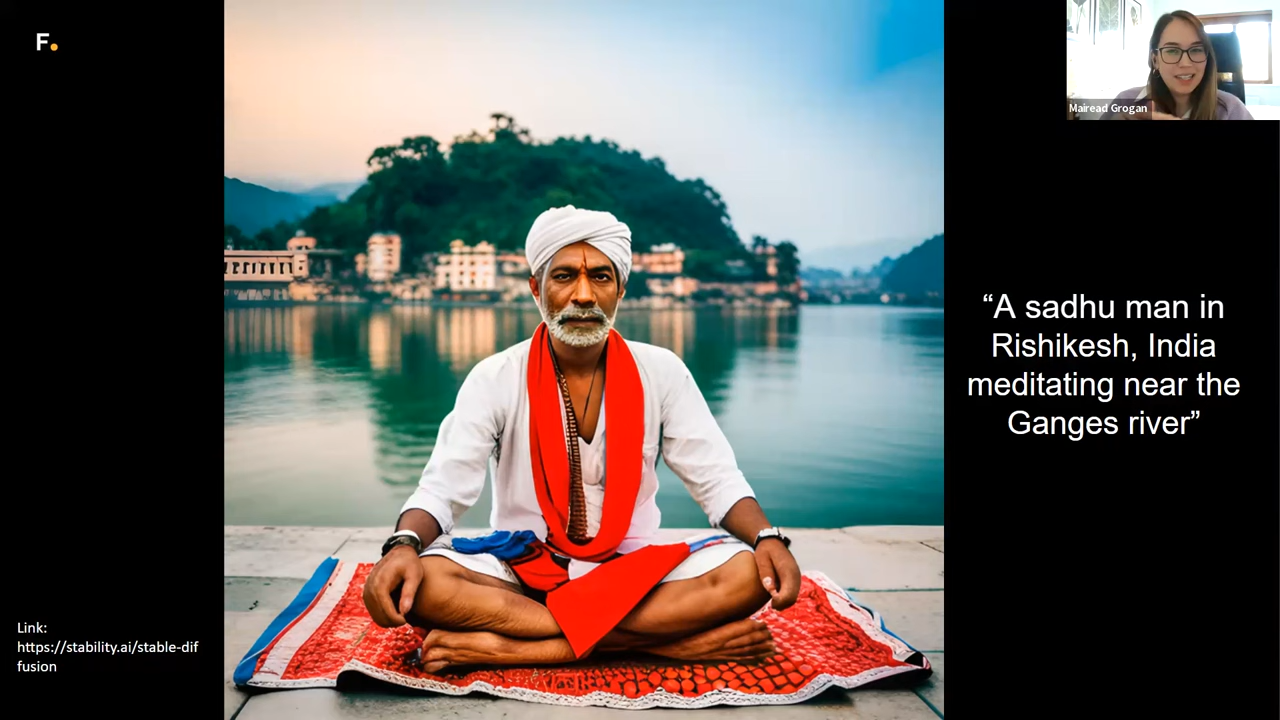 F.
Mairead Grogan
“A sadhu man in
Rishikesh, India
meditating near the
Ganges river”
Link:
https://stability.ai/stable-dif
fusion